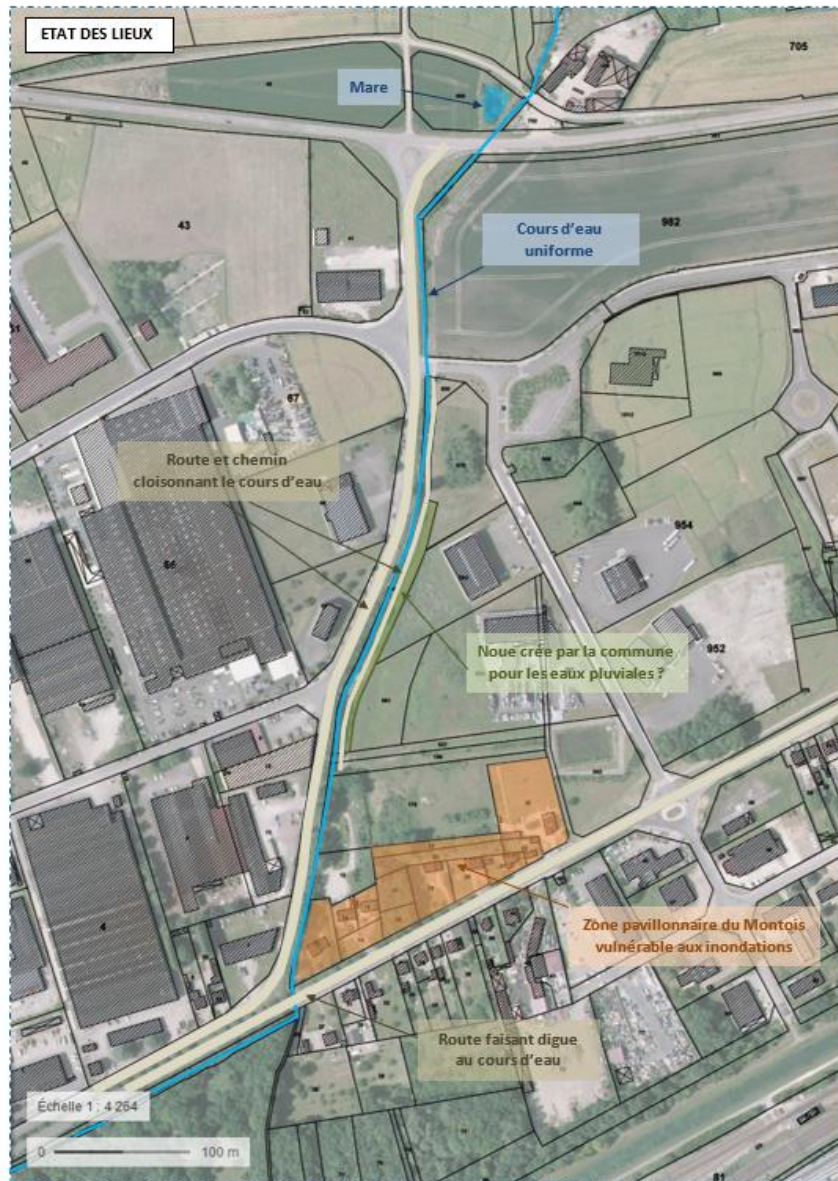 ETAT DES LIEUX
705
Mare
43
982
Cours d'eau
uniforme
67
Route et chemin
cloisonnant le cours d'eau
954
66
Noue crée par la commune
pour les eaux pluviales ?
952
4
Zone pavillonnaire du Montois
vulnérable aux inondations
Route faisant digue
au cours d'eau
Échelle 1 : 4 264
0 100 m
81